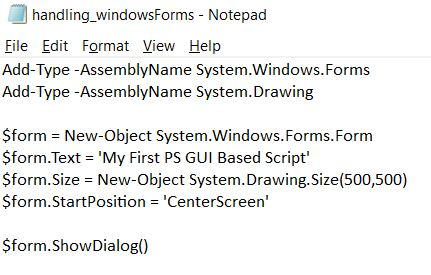 handling_windowsForms - Notepad
File Edit Format View Help
Add-Type -AssemblyName System.Windows.Forms
Add-Type -AssemblyName System.Drawing
$form = New-Object System.Windows.Forms.Form
$form.Text = 'My First PS GUI Based Script'
$form.Size = New-Object System.Drawing.Size(500,500)
$form.StartPosition = 'CenterScreen'
$form.ShowDialog()